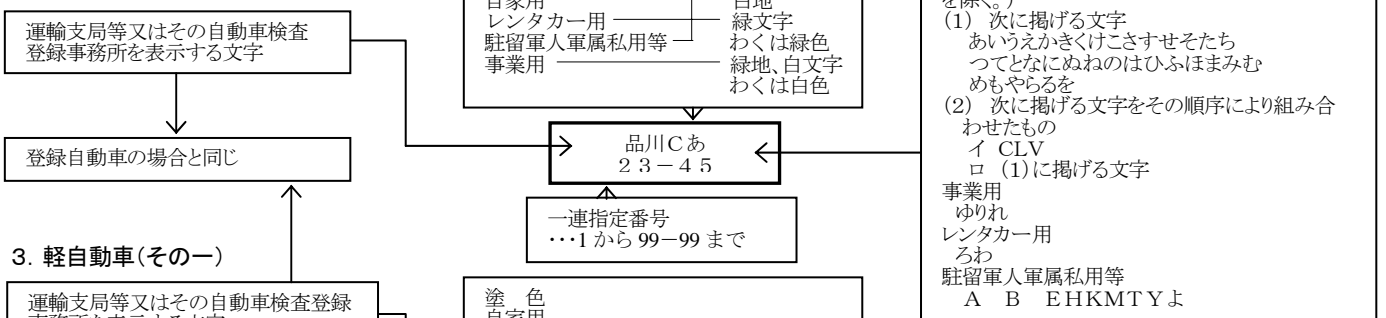 運輸支局等又はその自動車検査
登録事務所を表示する文字
登録自動車の場合と同じ
自家用 白地
レンタカー用 緑文字
駐留軍人軍属私用等 わくは緑色
事業用 緑地、白文字
わくは白色
品川Cあ
23-45
一連指定番号
・・・1 から 99-99 まで
を除く。)
(1) 次に掲げる文字
あいうえかきくけこさすせそたち
つてとなにぬねのはひふほまみむ
めもやらるを
(2) 次に掲げる文字をその順序により組み合
わせたもの
イ CLV
ロ (1)に掲げる文字
事業用
ゆりれ
レンタカー用
ろわ
駐留軍人軍属私用等
A B EHKMTYよ
3. 軽自動車(その一)
運輸支局等又はその自動車検査登録
塗 色
自家用